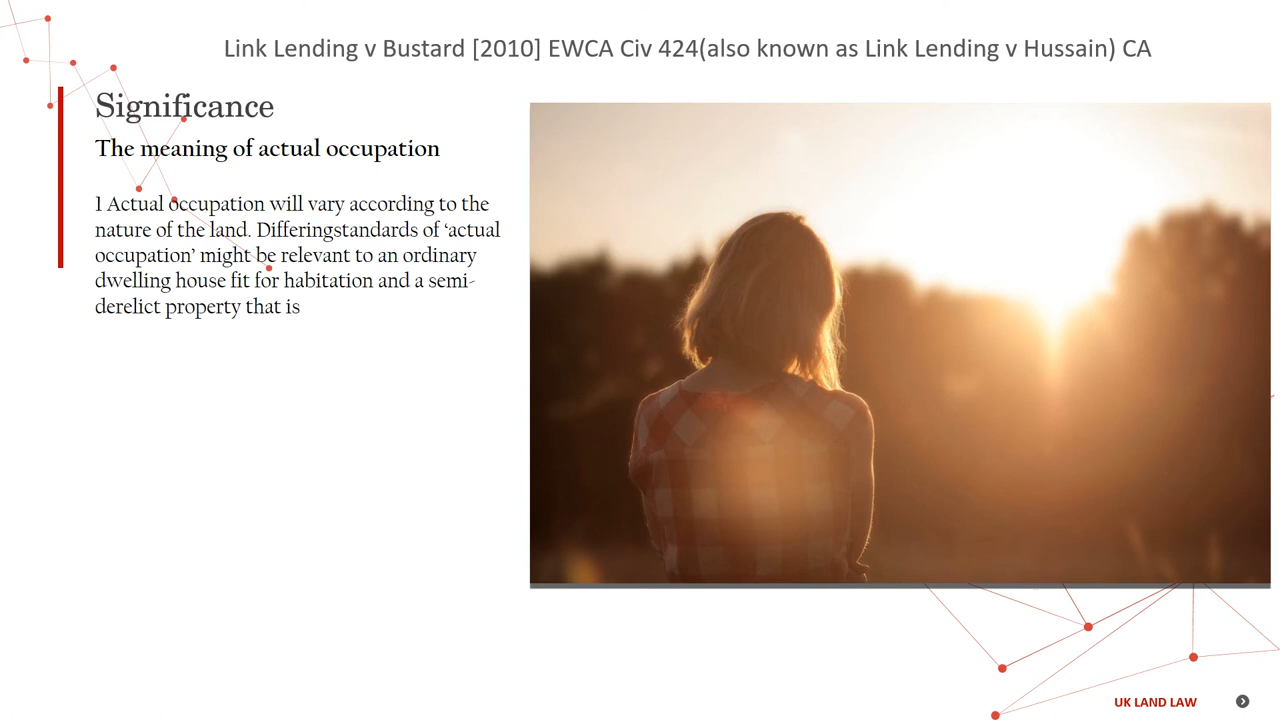 Link Lending v Bustard [2010] EWCA Civ 424(also known as Link Lending v Hussain) CA
Significance
The meaning of actual occupation
1 Actual occupation will vary according to the
nature of the land. Differingstandards of ‘actual
occupation’ might be relevant to an ordinary
dwelling house fit for habitation and a semi-
derelict property that is
UK LAND LAW